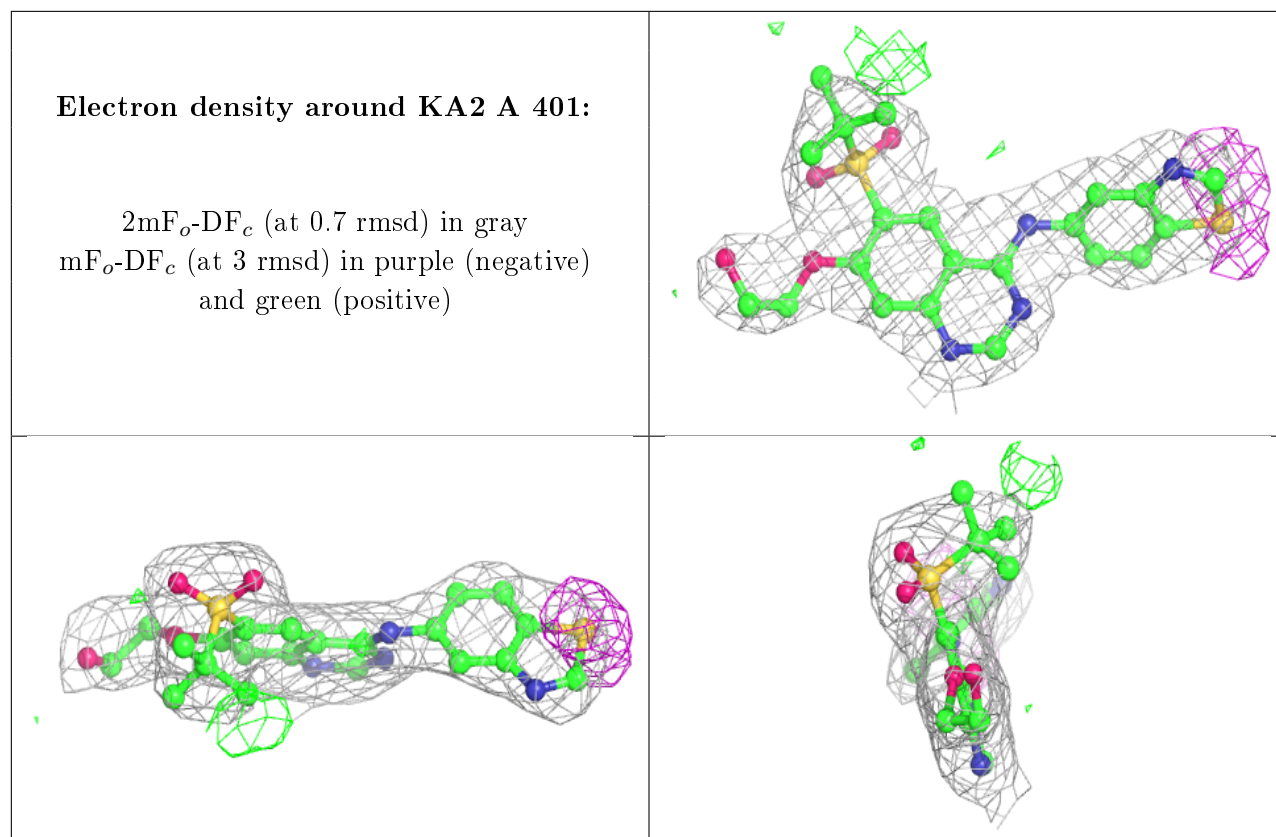 Electron density around KA2 A 401:
2mFₒ-DF𝒸 (at 0.7 rmsd) in gray
mFₒ-DF𝒸 (at 3 rmsd) in purple (negative)
and green (positive)